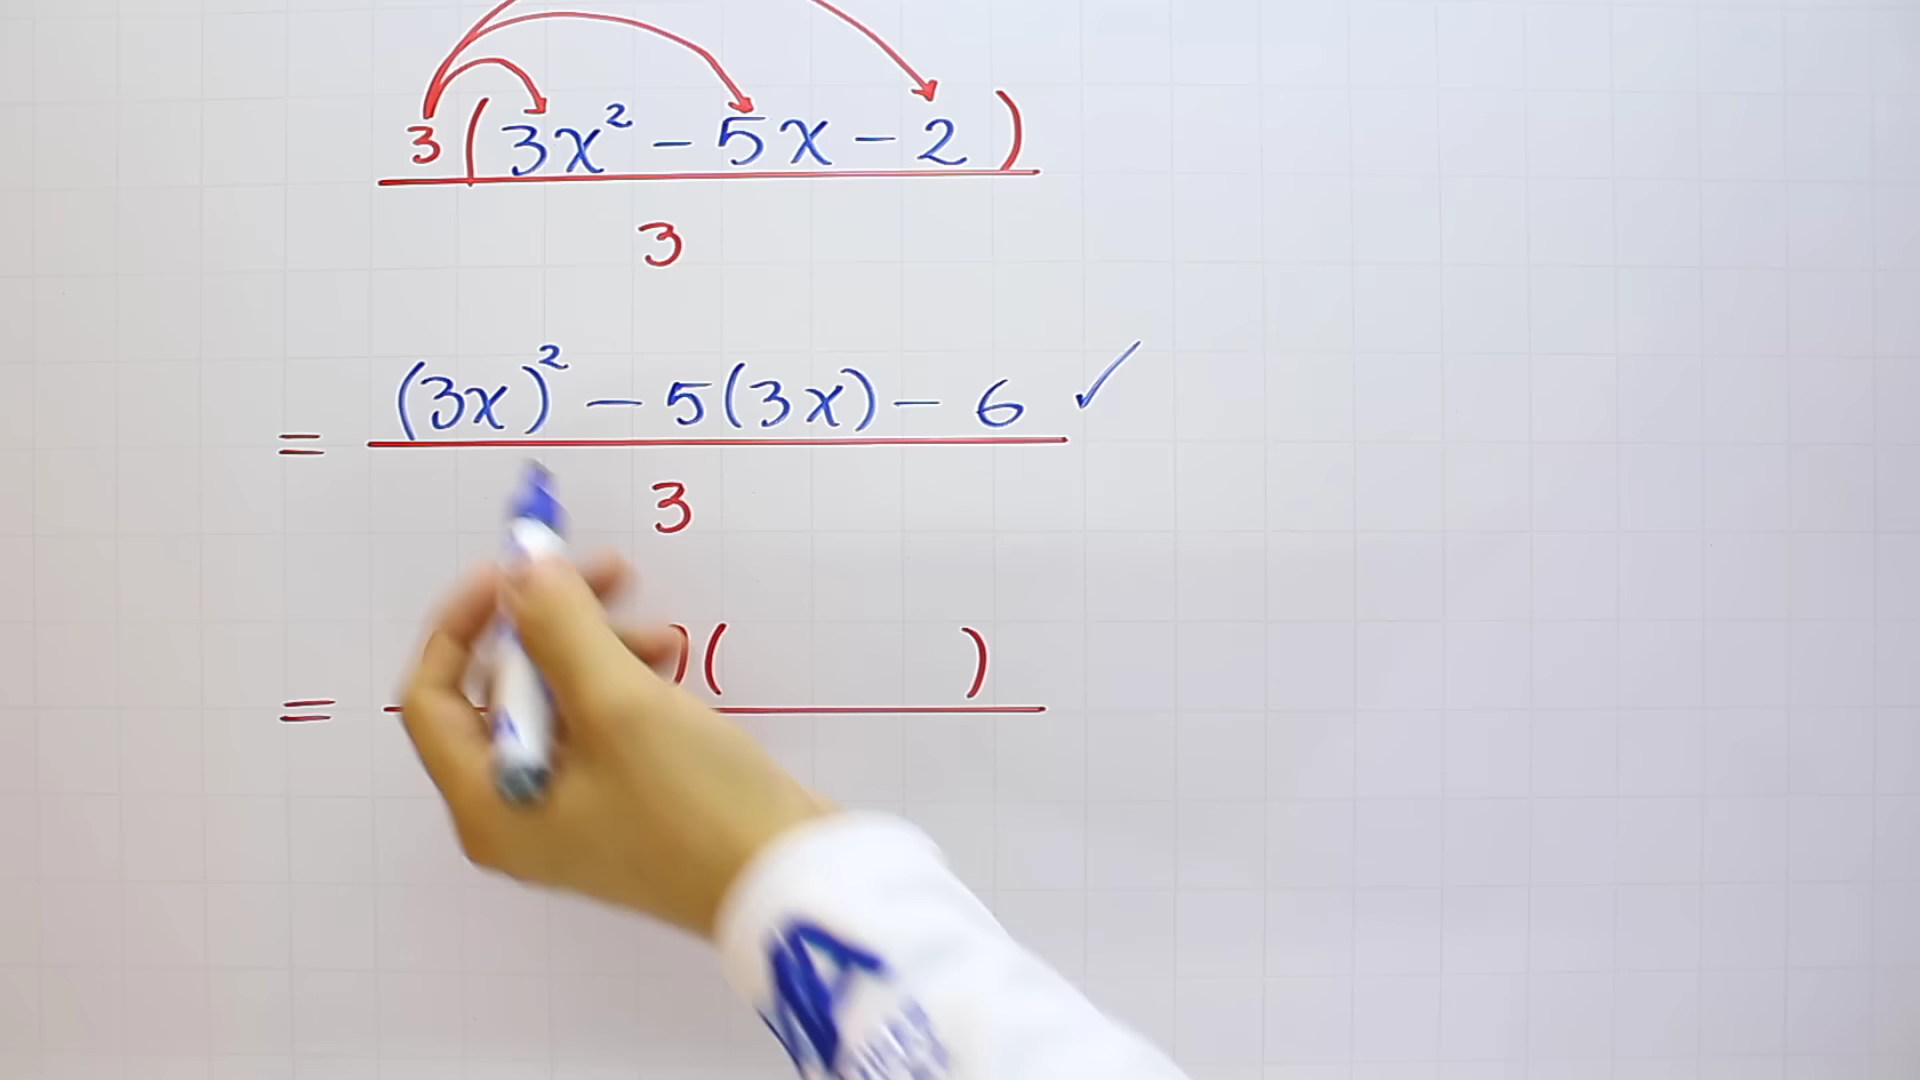 3(3x² - 5x - 2)
3
= (3x)² - 5(3x) - 6 ✓
3
= )( )